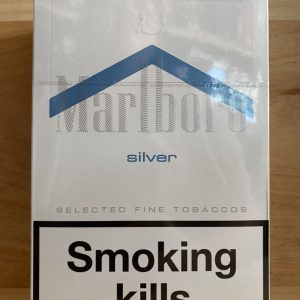 Marlboro
silver
SELECTED FINE TOBACCOS
Smoking
kills